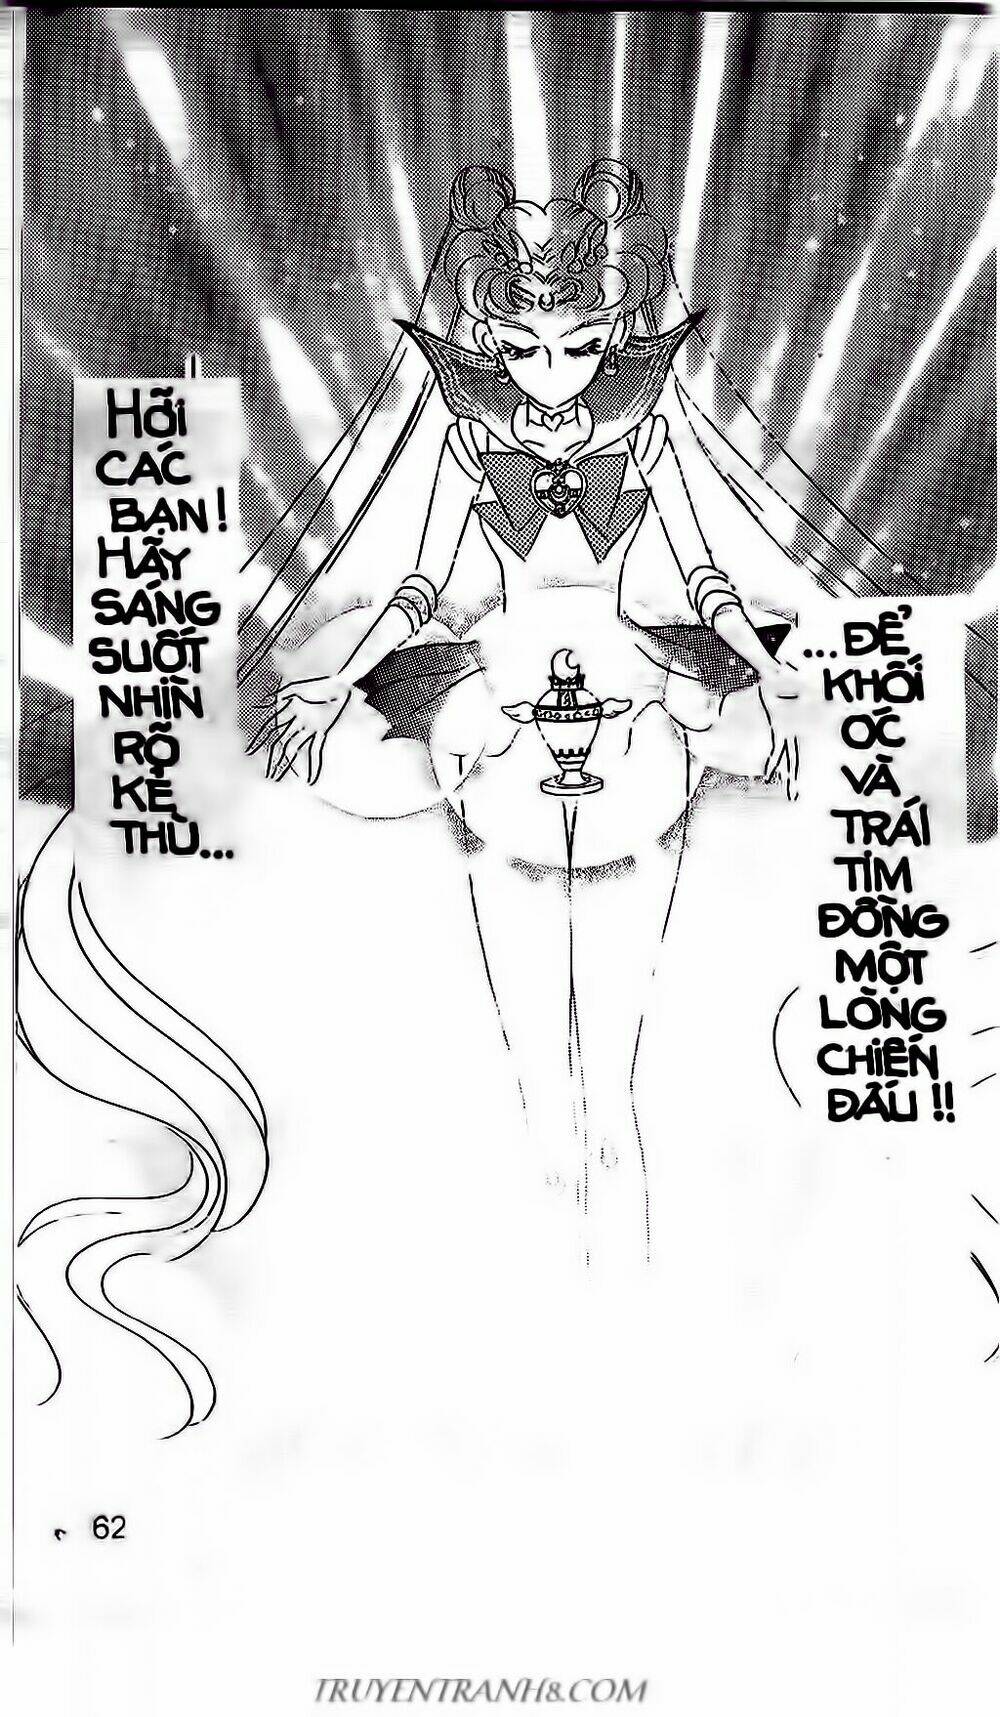 HỠI
CÁC
BẠN!
HÃY
SÁNG
SUỐT
NHÌN
RÕ
KẺ
THÙ...
...ĐỂ
KHỐI
ÓC
VÀ
TRÁI
TIM
ĐỒNG
MỘT
LÒNG
CHIẾN
ĐẤU!!
62
TRUYENTRANH8.COM